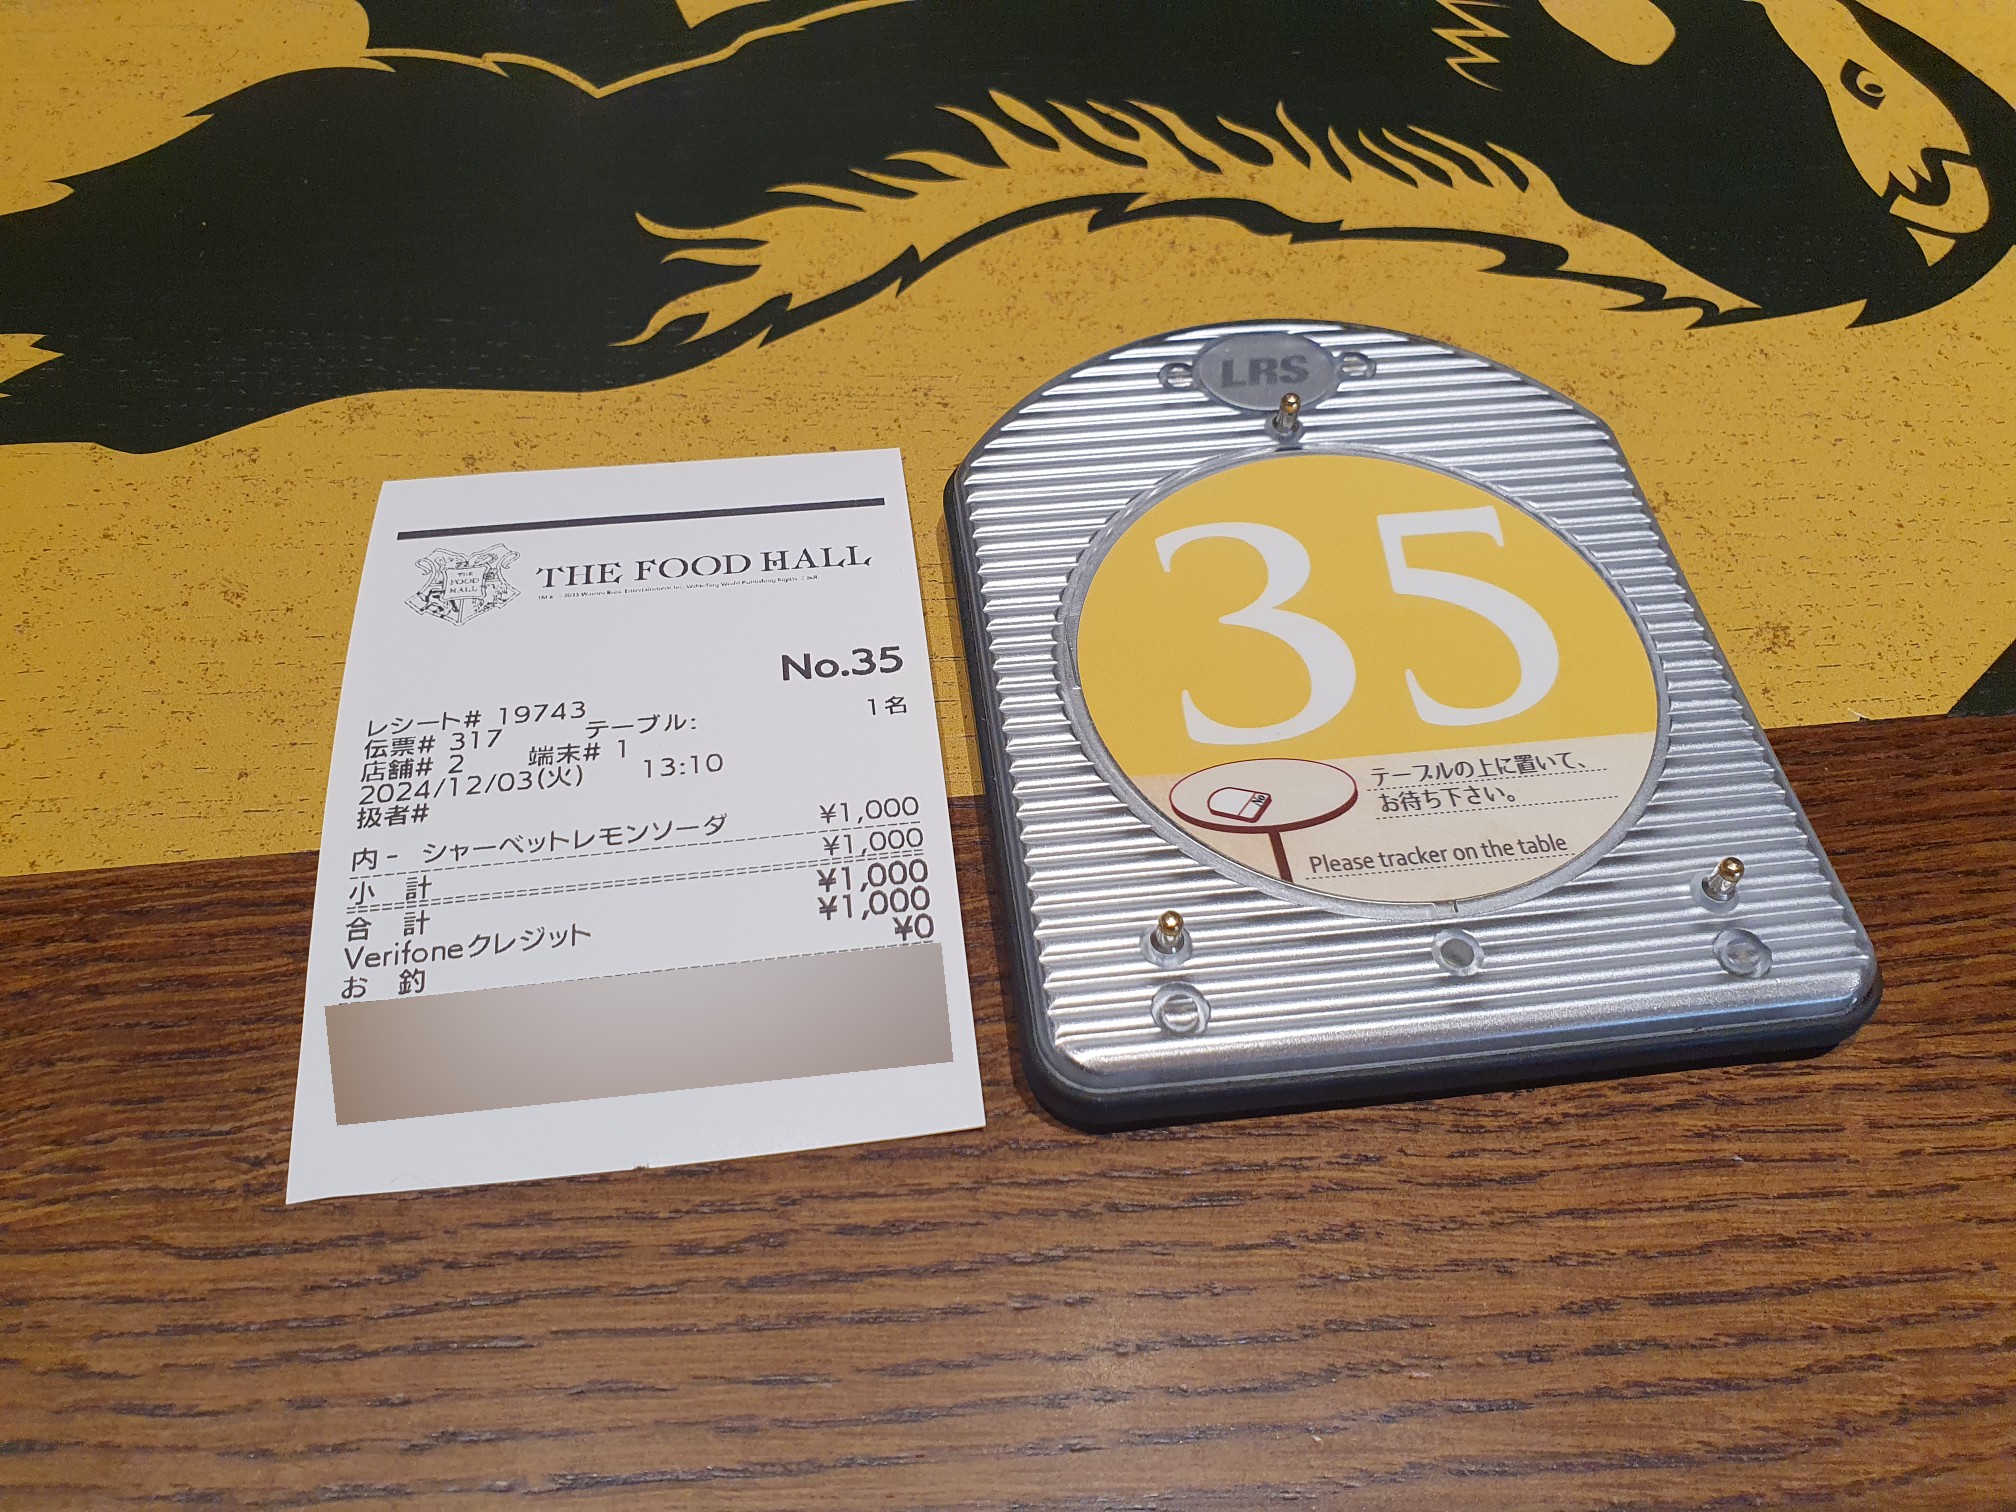 THE FOOD HALL
THE FOOD HALL
No.35
レシート# 19743 1名
伝票# 317 テーブル:
店舗# 2 端末# 1
2024/12/03(火) 13:10
扱者#
内- シャーベットレモンソーダ ¥1,000
小 計 ¥1,000
合 計 ¥1,000
Verifoneクレジット ¥1,000
お 釣 ¥0
LRS
35
テーブルの上に置いて、
お待ち下さい。
No
Please tracker on the table